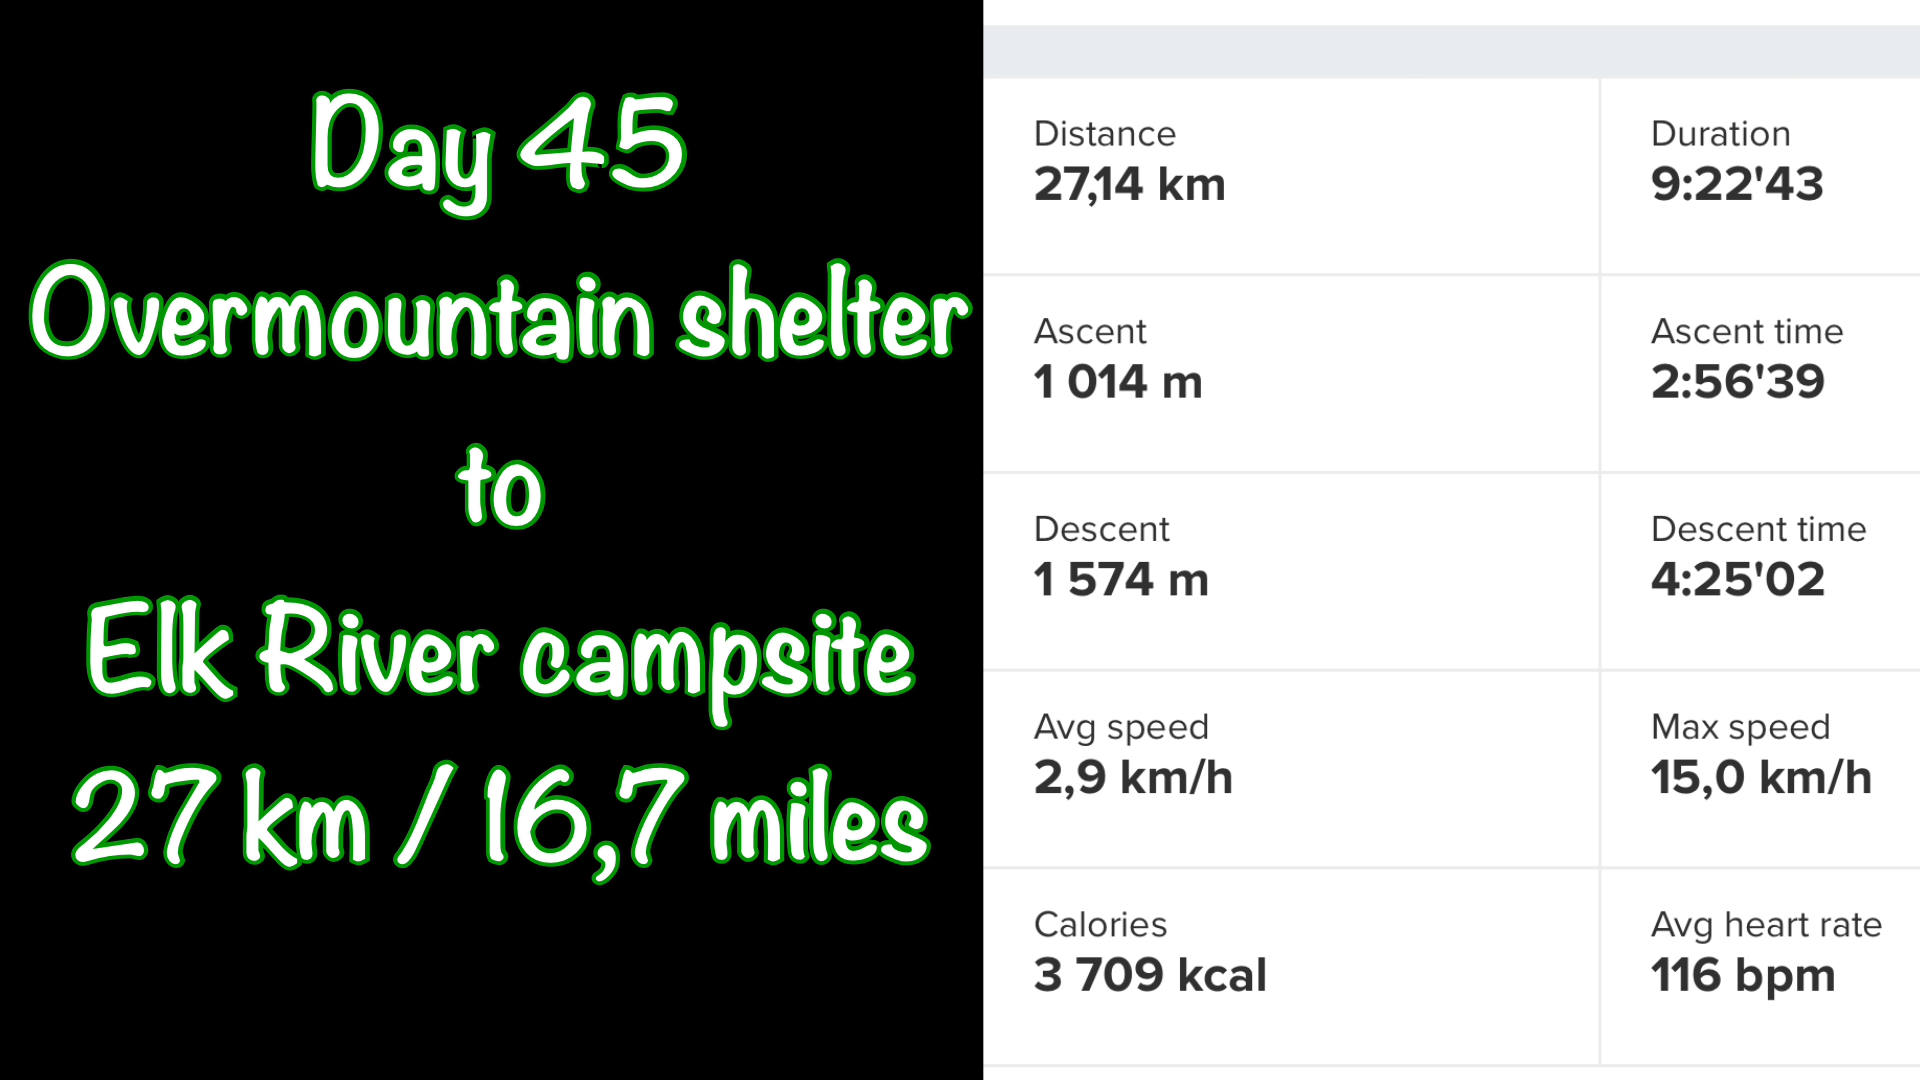 Day 45
Overmountain shelter
to
Elk River campsite
27 km / 16,7 miles
Distance
27,14 km
Duration
9:22'43
Ascent
1 014 m
Ascent time
2:56'39
Descent
1 574 m
Descent time
4:25'02
Avg speed
2,9 km/h
Max speed
15,0 km/h
Calories
3 709 kcal
Avg heart rate
116 bpm